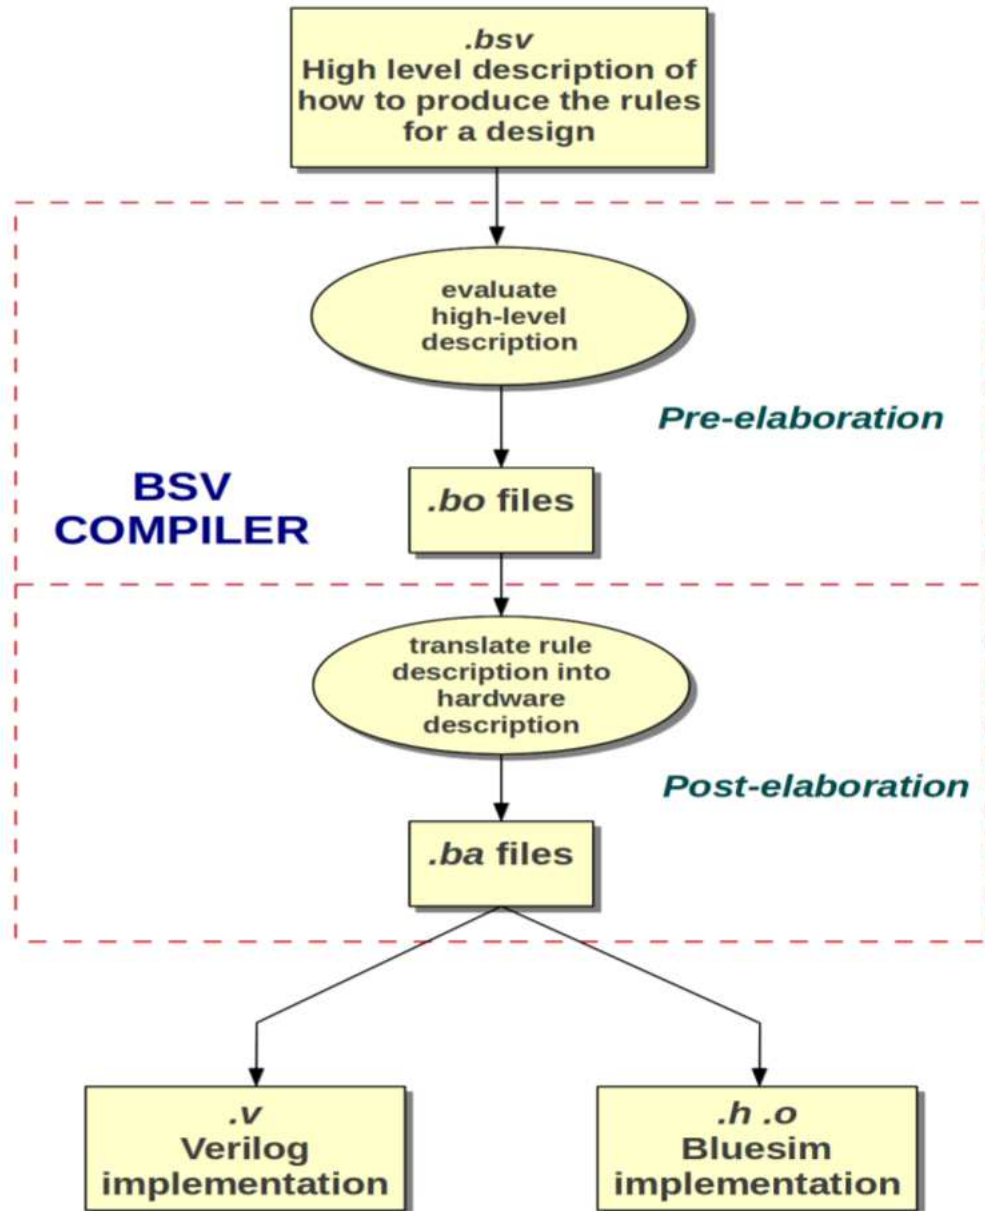 .bsv
High level description of
how to produce the rules
for a design
evaluate
high-level
description
Pre-elaboration
BSV
COMPILER
.bo files
translate rule
description into
hardware
description
Post-elaboration
.ba files
.v
Verilog
implementation
.h .o
Bluesim
implementation